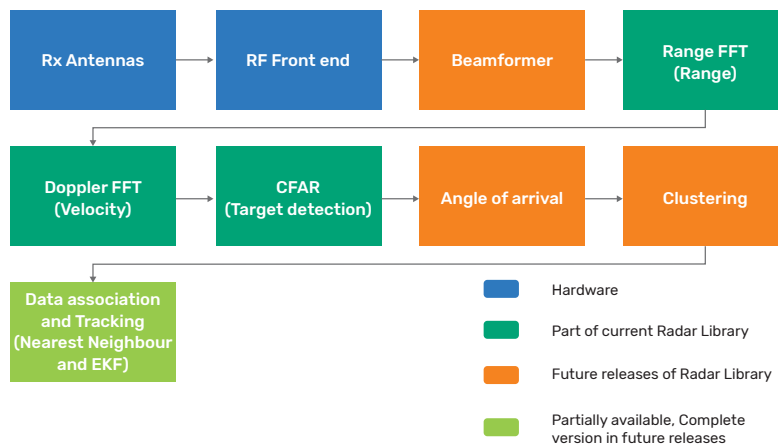 Rx Antennas
RF Front end
Beamformer
Range FFT
(Range)
Doppler FFT
(Velocity)
CFAR
(Target detection)
Angle of arrival
Clustering
Data association
and Tracking
(Nearest Neighbour
and EKF)
Hardware
Part of current Radar Library
Future releases of Radar Library
Partially available, Complete
version in future releases